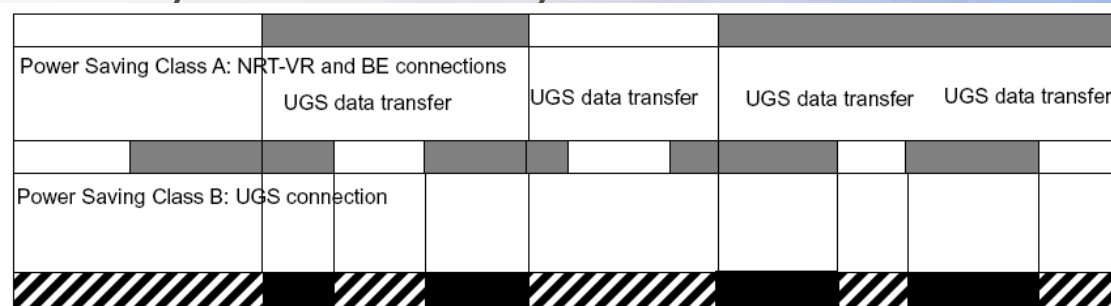 Power Saving Class A: NRT-VR and BE connections
UGS data transfer
UGS data transfer
UGS data transfer
UGS data transfer
Power Saving Class B: UGS connection